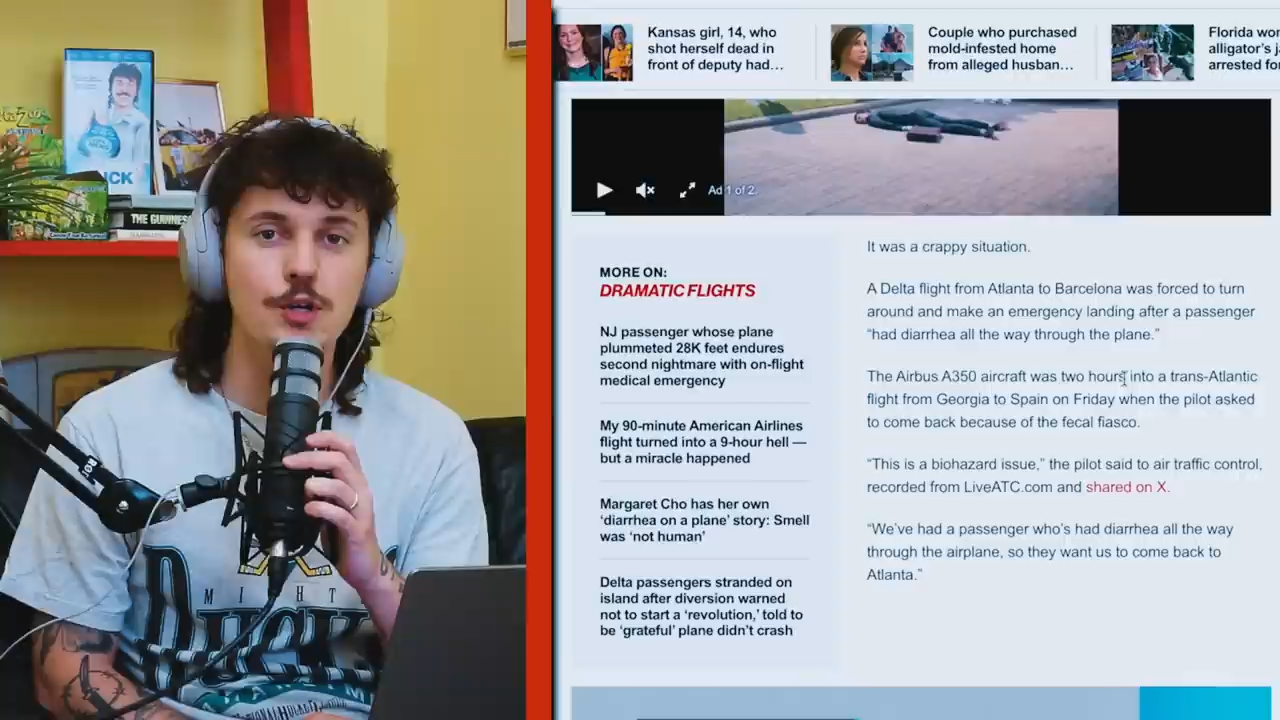 Kansas girl, 14, who
shot herself dead in
front of deputy had…
Couple who purchased
mold-infested home
from alleged husban…
Florida wor
alligator's ja
arrested fo
Ad 1 of 2
MORE ON:
DRAMATIC FLIGHTS
NJ passenger whose plane
plummeted 28K feet endures
second nightmare with on-flight
medical emergency
My 90-minute American Airlines
flight turned into a 9-hour hell —
but a miracle happened
Margaret Cho has her own
‘diarrhea on a plane’ story: Smell
was ‘not human’
Delta passengers stranded on
island after diversion warned
not to start a ‘revolution,’ told to
be ‘grateful’ plane didn’t crash
It was a crappy situation.
A Delta flight from Atlanta to Barcelona was forced to turn
around and make an emergency landing after a passenger
“had diarrhea all the way through the plane.”
The Airbus A350 aircraft was two hours into a trans-Atlantic
flight from Georgia to Spain on Friday when the pilot asked
to come back because of the fecal fiasco.
“This is a biohazard issue,” the pilot said to air traffic control,
recorded from LiveATC.com and shared on X.
“We’ve had a passenger who’s had diarrhea all the way
through the airplane, so they want us to come back to
Atlanta.”
THE GUINNES
RØDE
MIGHT
DUCKS